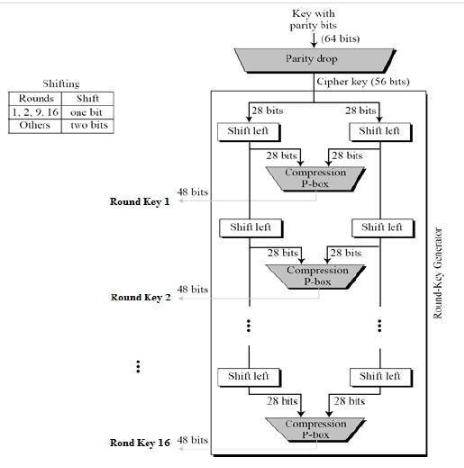 Key with
parity bits
(64 bits)
Parity drop
Cipher key (56 bits)
Shifting
Rounds Shift
1, 2, 9, 16 one bit
Others two bits
28 bits 28 bits
Shift left Shift left
28 bits 28 bits
Compression
P-box
48 bits
Round Key 1
Shift left Shift left
28 bits 28 bits
Compression
P-box
48 bits
Round Key 2
Round-Key Generator
Shift left Shift left
28 bits 28 bits
Compression
P-box
Rond Key 16 48 bits